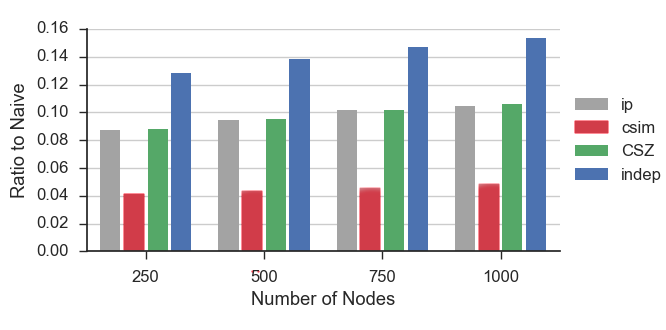 0.16
0.14
0.12
0.10
0.08
0.06
0.04
0.02
0.00
Ratio to Naive
250 500 750 1000
Number of Nodes
ip
csim
CSZ
indep